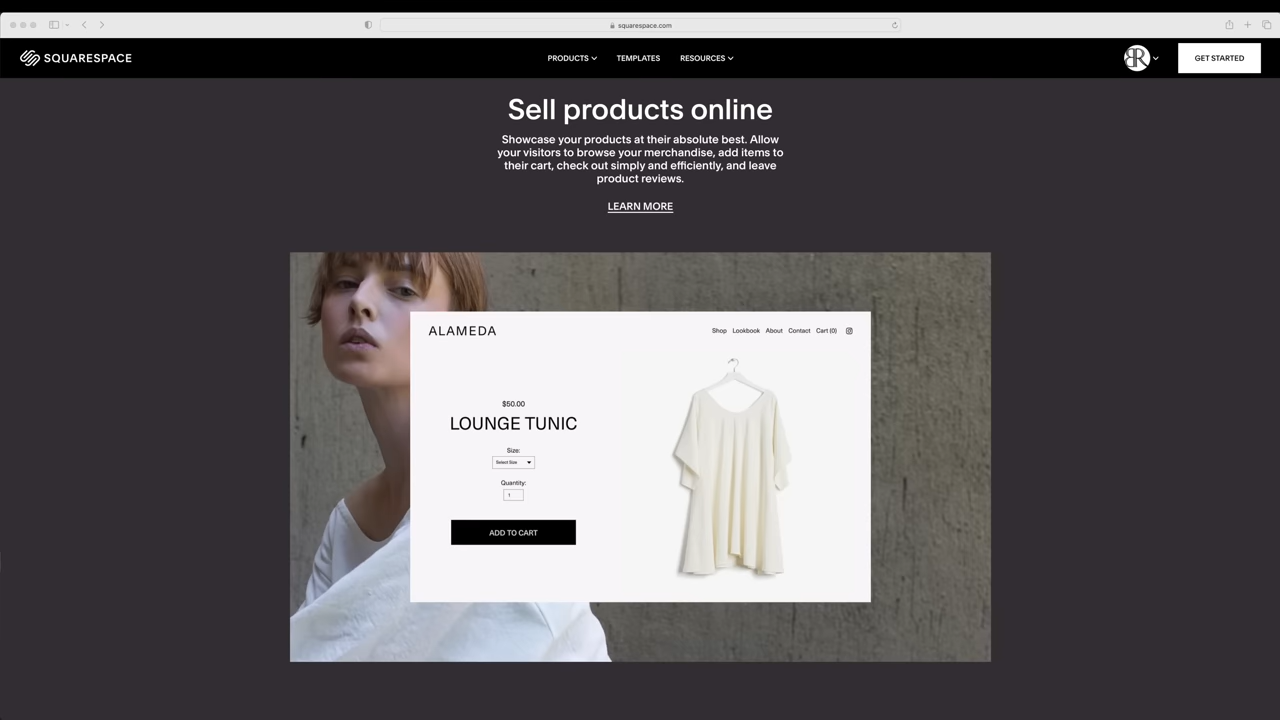 squarespace.com
SQUARESPACE
PRODUCTS
TEMPLATES
RESOURCES
GET STARTED
Sell products online
Showcase your products at their absolute best. Allow
your visitors to browse your merchandise, add items to
their cart, check out simply and efficiently, and leave
product reviews.
LEARN MORE
ALAMEDA
Shop
Lookbook
About
Contact
Cart (0)
$50.00
LOUNGE TUNIC
Size:
Select Size
Quantity:
1
ADD TO CART